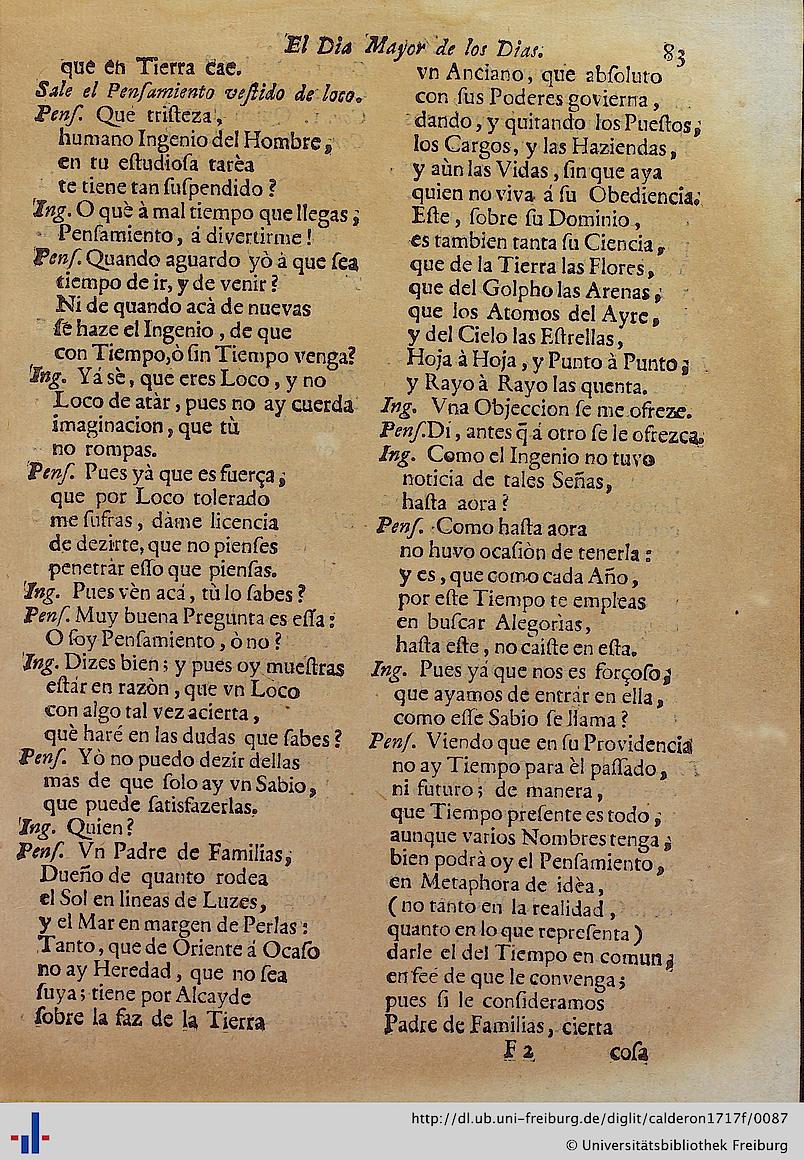 El Dia Mayor de los Dias.
83
que en Tierra cae.
Sale el Penſamiento veſtido de loco.
Penſ. Que triſteza,
humano Ingenio del Hombre,
en tu eſtudioſa tarèa
te tiene tan ſuſpendido ?
Ing. O què à mal tiempo que llegas,
Penſamiento, á divertirme !
Penſ. Quando aguardo yò à que ſea
tiempo de ir, y de venir ?
Ni de quando acà de nuevas
ſe haze el Ingenio, de que
con Tiempo, ò ſin Tiempo venga?
Ing. Yá sè, que eres Loco, y no
Loco de atàr, pues no ay cuerda
imaginacion, que tù
no rompas.
Penſ. Pues yà que es fuerça,
que por Loco tolerado
me ſufras, dàme licencia
de dezirte, que no pienſes
penetrár eſſo que pienſas.
Ing. Pues vèn acá, tù lo ſabes ?
Penſ. Muy buena Pregunta es eſſa :
O ſoy Penſamiento, ò no ?
Ing. Dizes bien; y pues oy mueſtras
eſtár en razòn, que vn Loco
con algo tal vez acierta,
què haré en las dudas que ſabes ?
Penſ. Yò no puedo dezir dellas
mas de que ſolo ay vn Sabio,
que puede ſatisfazerlas.
Ing. Quien?
Penſ. Vn Padre de Familias,
Dueño de quanto rodea
el Sol en lineas de Luzes,
y el Mar en margen de Perlas :
Tanto, que de Oriente á Ocaſo
no ay Heredad, que no ſea
ſuya; tiene por Alcayde
ſobre la faz de la Tierra
vn Anciano, que abſoluto
con ſus Poderes govierna,
dando, y quitando los Pueſtos,
los Cargos, y las Haziendas,
y aùn las Vidas, ſin que aya
quien no viva á ſu Obediencia.
Eſte, ſobre ſu Dominio,
es tambien tanta ſu Ciencia,
que de la Tierra las Flores,
que del Golpho las Arenas,
que los Atomos del Ayre,
y del Cielo las Eſtrellas,
Hoja à Hoja, y Punto à Punto;
y Rayo à Rayo las quenta.
Ing. Vna Objeccion ſe me ofreze.
Penſ. Di, antes q̃ á otro ſe le ofrezca.
Ing. Como el Ingenio no tuvo
noticia de tales Señas,
haſta aora ?
Penſ. Como haſta aora
no huvo ocaſiòn de tenerla :
y es, que como cada Año,
por eſte Tiempo te empleas
en buſcar Alegorìas,
haſta eſte, no caiſte en eſta.
Ing. Pues yá que nos es forçoſo,
que ayamos de entrár en ella,
como eſſe Sabio ſe llama ?
Penſ. Viendo que en ſu Providencia
no ay Tiempo para èl paſſado,
ni futuro; de manera,
que Tiempo preſente es todo,
aunque varios Nombres tenga,
bien podrà oy el Penſamiento,
en Metaphora de idèa,
( no tanto en la realidad,
quanto en lo que repreſenta )
darle el del Tiempo en comun,
en feé de que le convenga;
pues ſi le conſideramos
Padre de Familias, cierta
F 2
coſa
http://dl.ub.uni-freiburg.de/diglit/calderon1717f/0087
© Universitätsbibliothek Freiburg